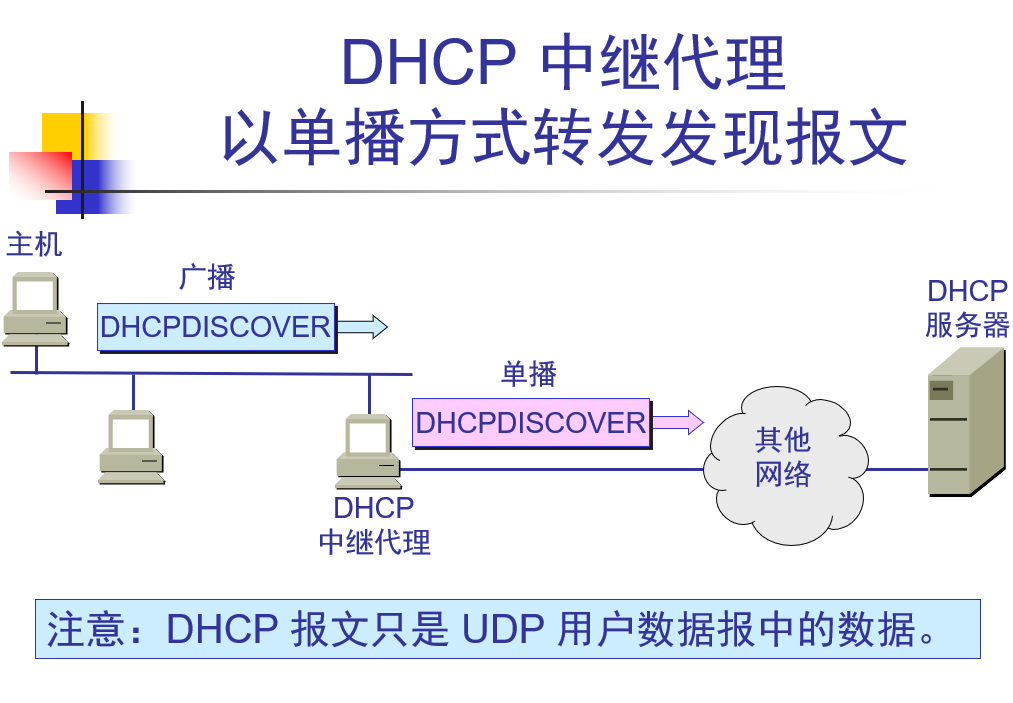 DHCP 中继代理
以单播方式转发发现报文
主机
广播
DHCPDISCOVER
DHCP
服务器
单播
DHCPDISCOVER
其他
网络
DHCP
中继代理
注意：DHCP 报文只是 UDP 用户数据报中的数据。